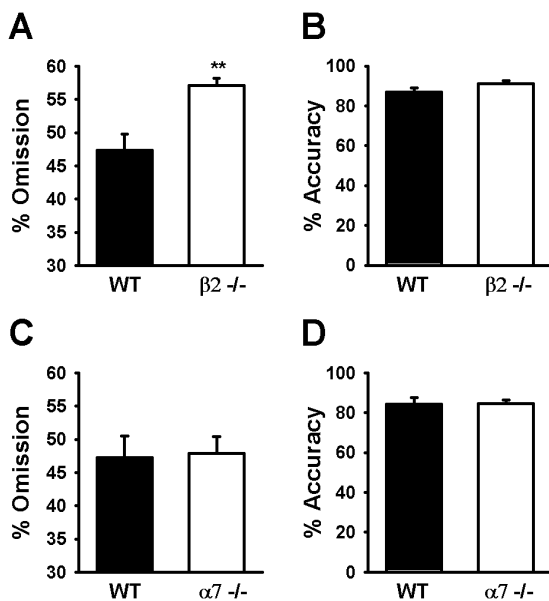 A
% Omission
60
55
50
45
40
35
30
**
WT
β2 -/-
B
% Accuracy
100
80
60
40
20
0
WT
β2 -/-
C
% Omission
60
55
50
45
40
35
30
WT
α7 -/-
D
% Accuracy
100
80
60
40
20
0
WT
α7 -/-